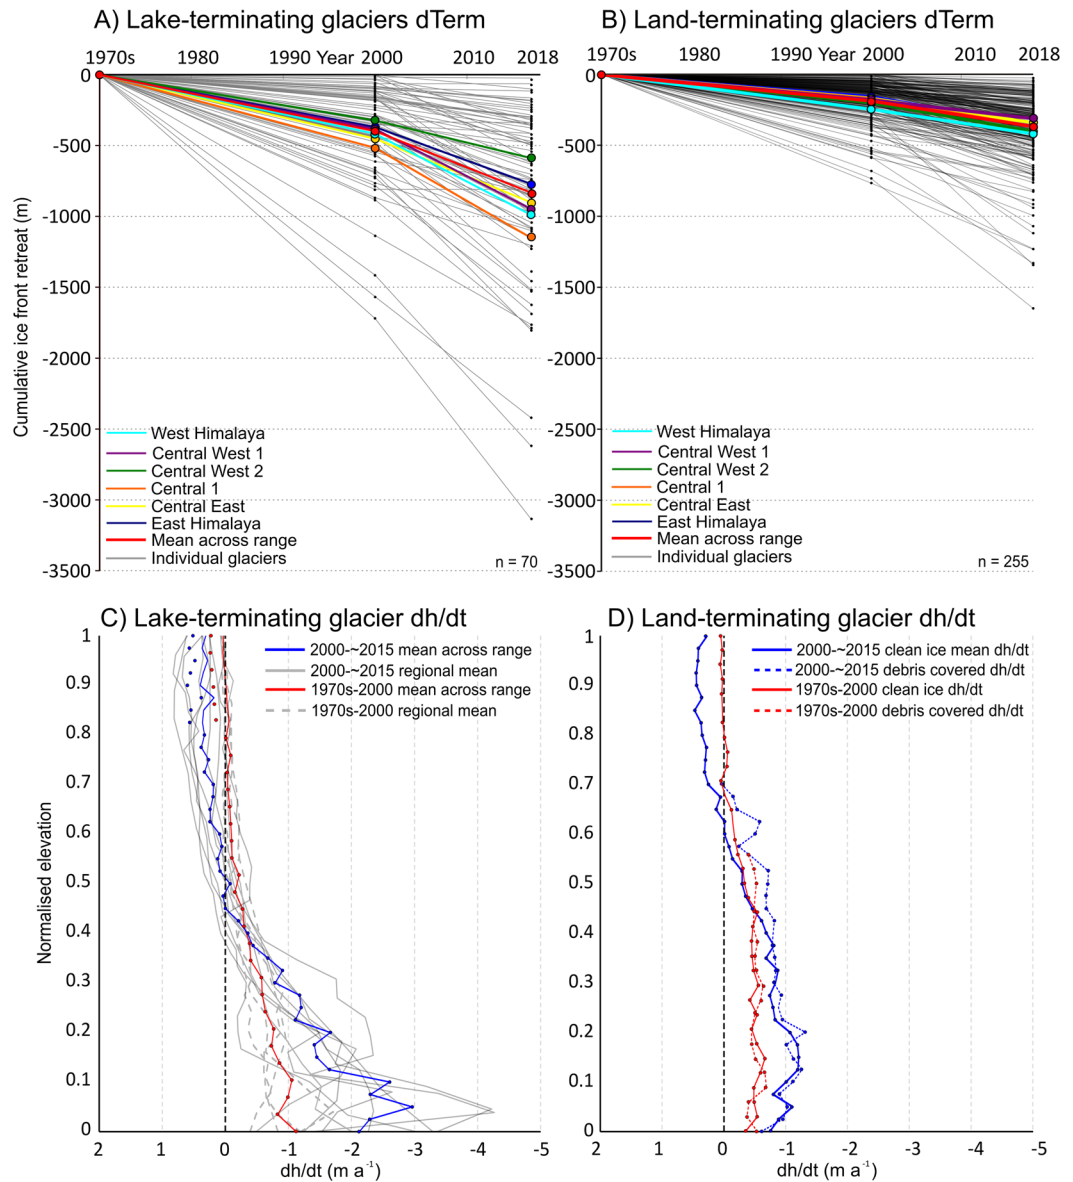 A) Lake-terminating glaciers dTerm
1970s 1980 1990 Year 2000 2010 2018
0
-500
-1000
-1500
-2000
-2500
-3000
-3500
Cumulative ice front retreat (m)
West Himalaya
Central West 1
Central West 2
Central 1
Central East
East Himalaya
Mean across range
Individual glaciers
n = 70
B) Land-terminating glaciers dTerm
1970s 1980 1990 Year 2000 2010 2018
0
-500
-1000
-1500
-2000
-2500
-3000
-3500
West Himalaya
Central West 1
Central West 2
Central 1
Central East
East Himalaya
Mean across range
Individual glaciers
n = 255
C) Lake-terminating glacier dh/dt
2000-~2015 mean across range
2000-~2015 regional mean
1970s-2000 mean across range
1970s-2000 regional mean
1
0.9
0.8
0.7
0.6
0.5
0.4
0.3
0.2
0.1
0
Normalised elevation
2 1 0 -1 -2 -3 -4 -5
dh/dt (m a⁻¹)
D) Land-terminating glacier dh/dt
2000-~2015 clean ice mean dh/dt
2000-~2015 debris covered dh/dt
1970s-2000 clean ice dh/dt
1970s-2000 debris covered dh/dt
1
0.9
0.8
0.7
0.6
0.5
0.4
0.3
0.2
0.1
0
2 1 0 -1 -2 -3 -4 -5
dh/dt (m a⁻¹)